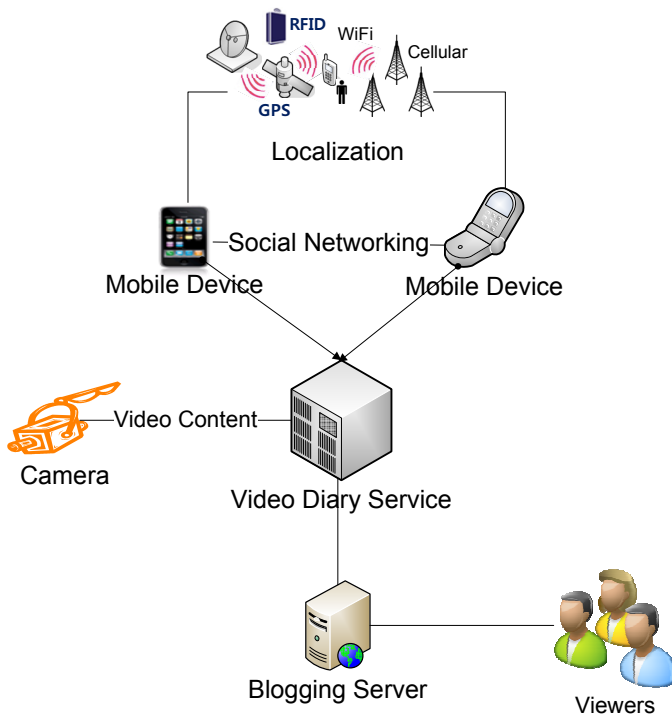 RFID
WiFi
Cellular
GPS
Localization
Social Networking
Mobile Device
Mobile Device
Video Content
Camera
Video Diary Service
Blogging Server
Viewers